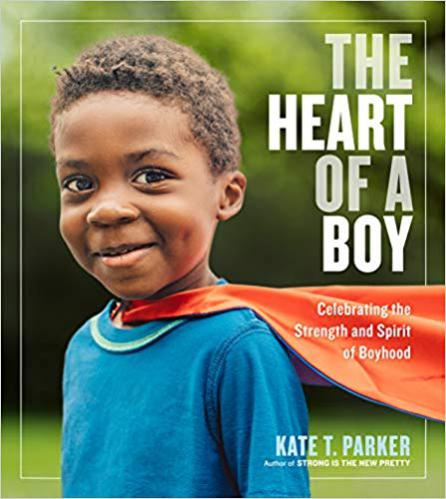 THE
HEART
OF A
BOY
Celebrating the
Strength and Spirit
of Boyhood
KATE T. PARKER
Author of STRONG IS THE NEW PRETTY